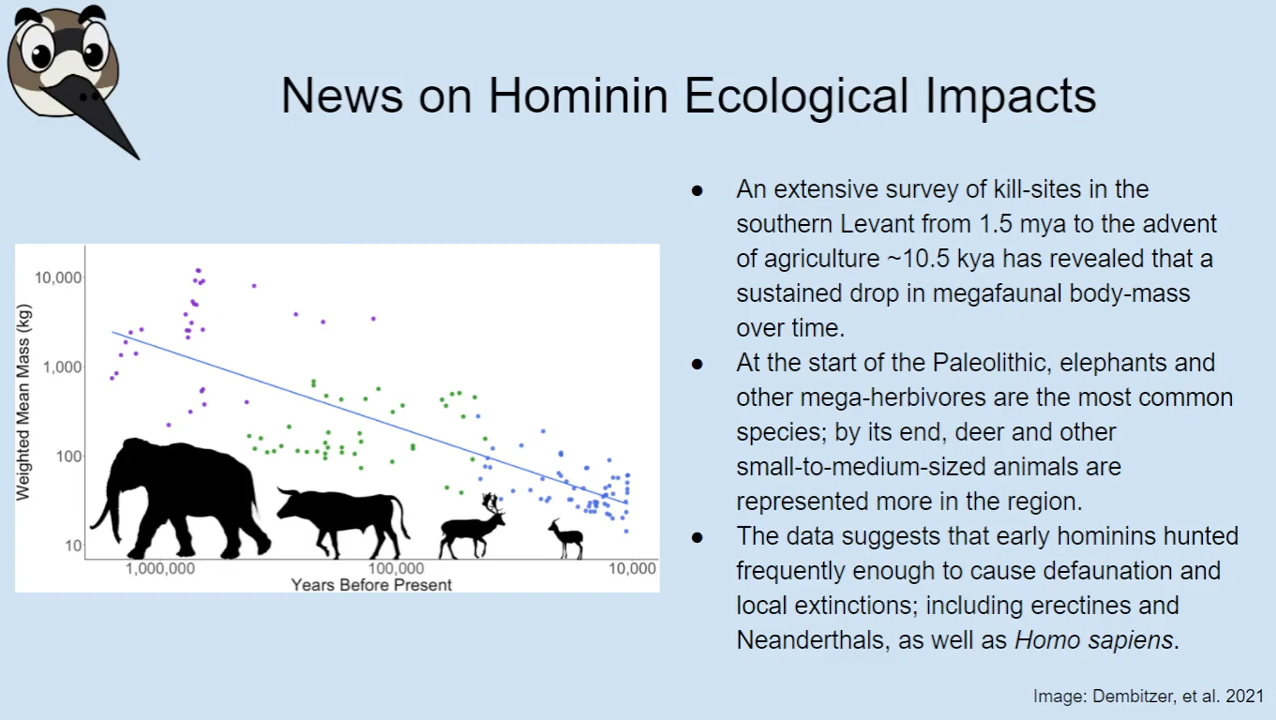 News on Hominin Ecological Impacts
● An extensive survey of kill-sites in the
southern Levant from 1.5 mya to the advent
of agriculture ~10.5 kya has revealed that a
sustained drop in megafaunal body-mass
over time.
● At the start of the Paleolithic, elephants and
other mega-herbivores are the most common
species; by its end, deer and other
small-to-medium-sized animals are
represented more in the region.
● The data suggests that early hominins hunted
frequently enough to cause defaunation and
local extinctions; including erectines and
Neanderthals, as well as Homo sapiens.
Weighted Mean Mass (kg)
10,000
1,000
100
10
1,000,000
100,000
10,000
Years Before Present
Image: Dembitzer, et al. 2021